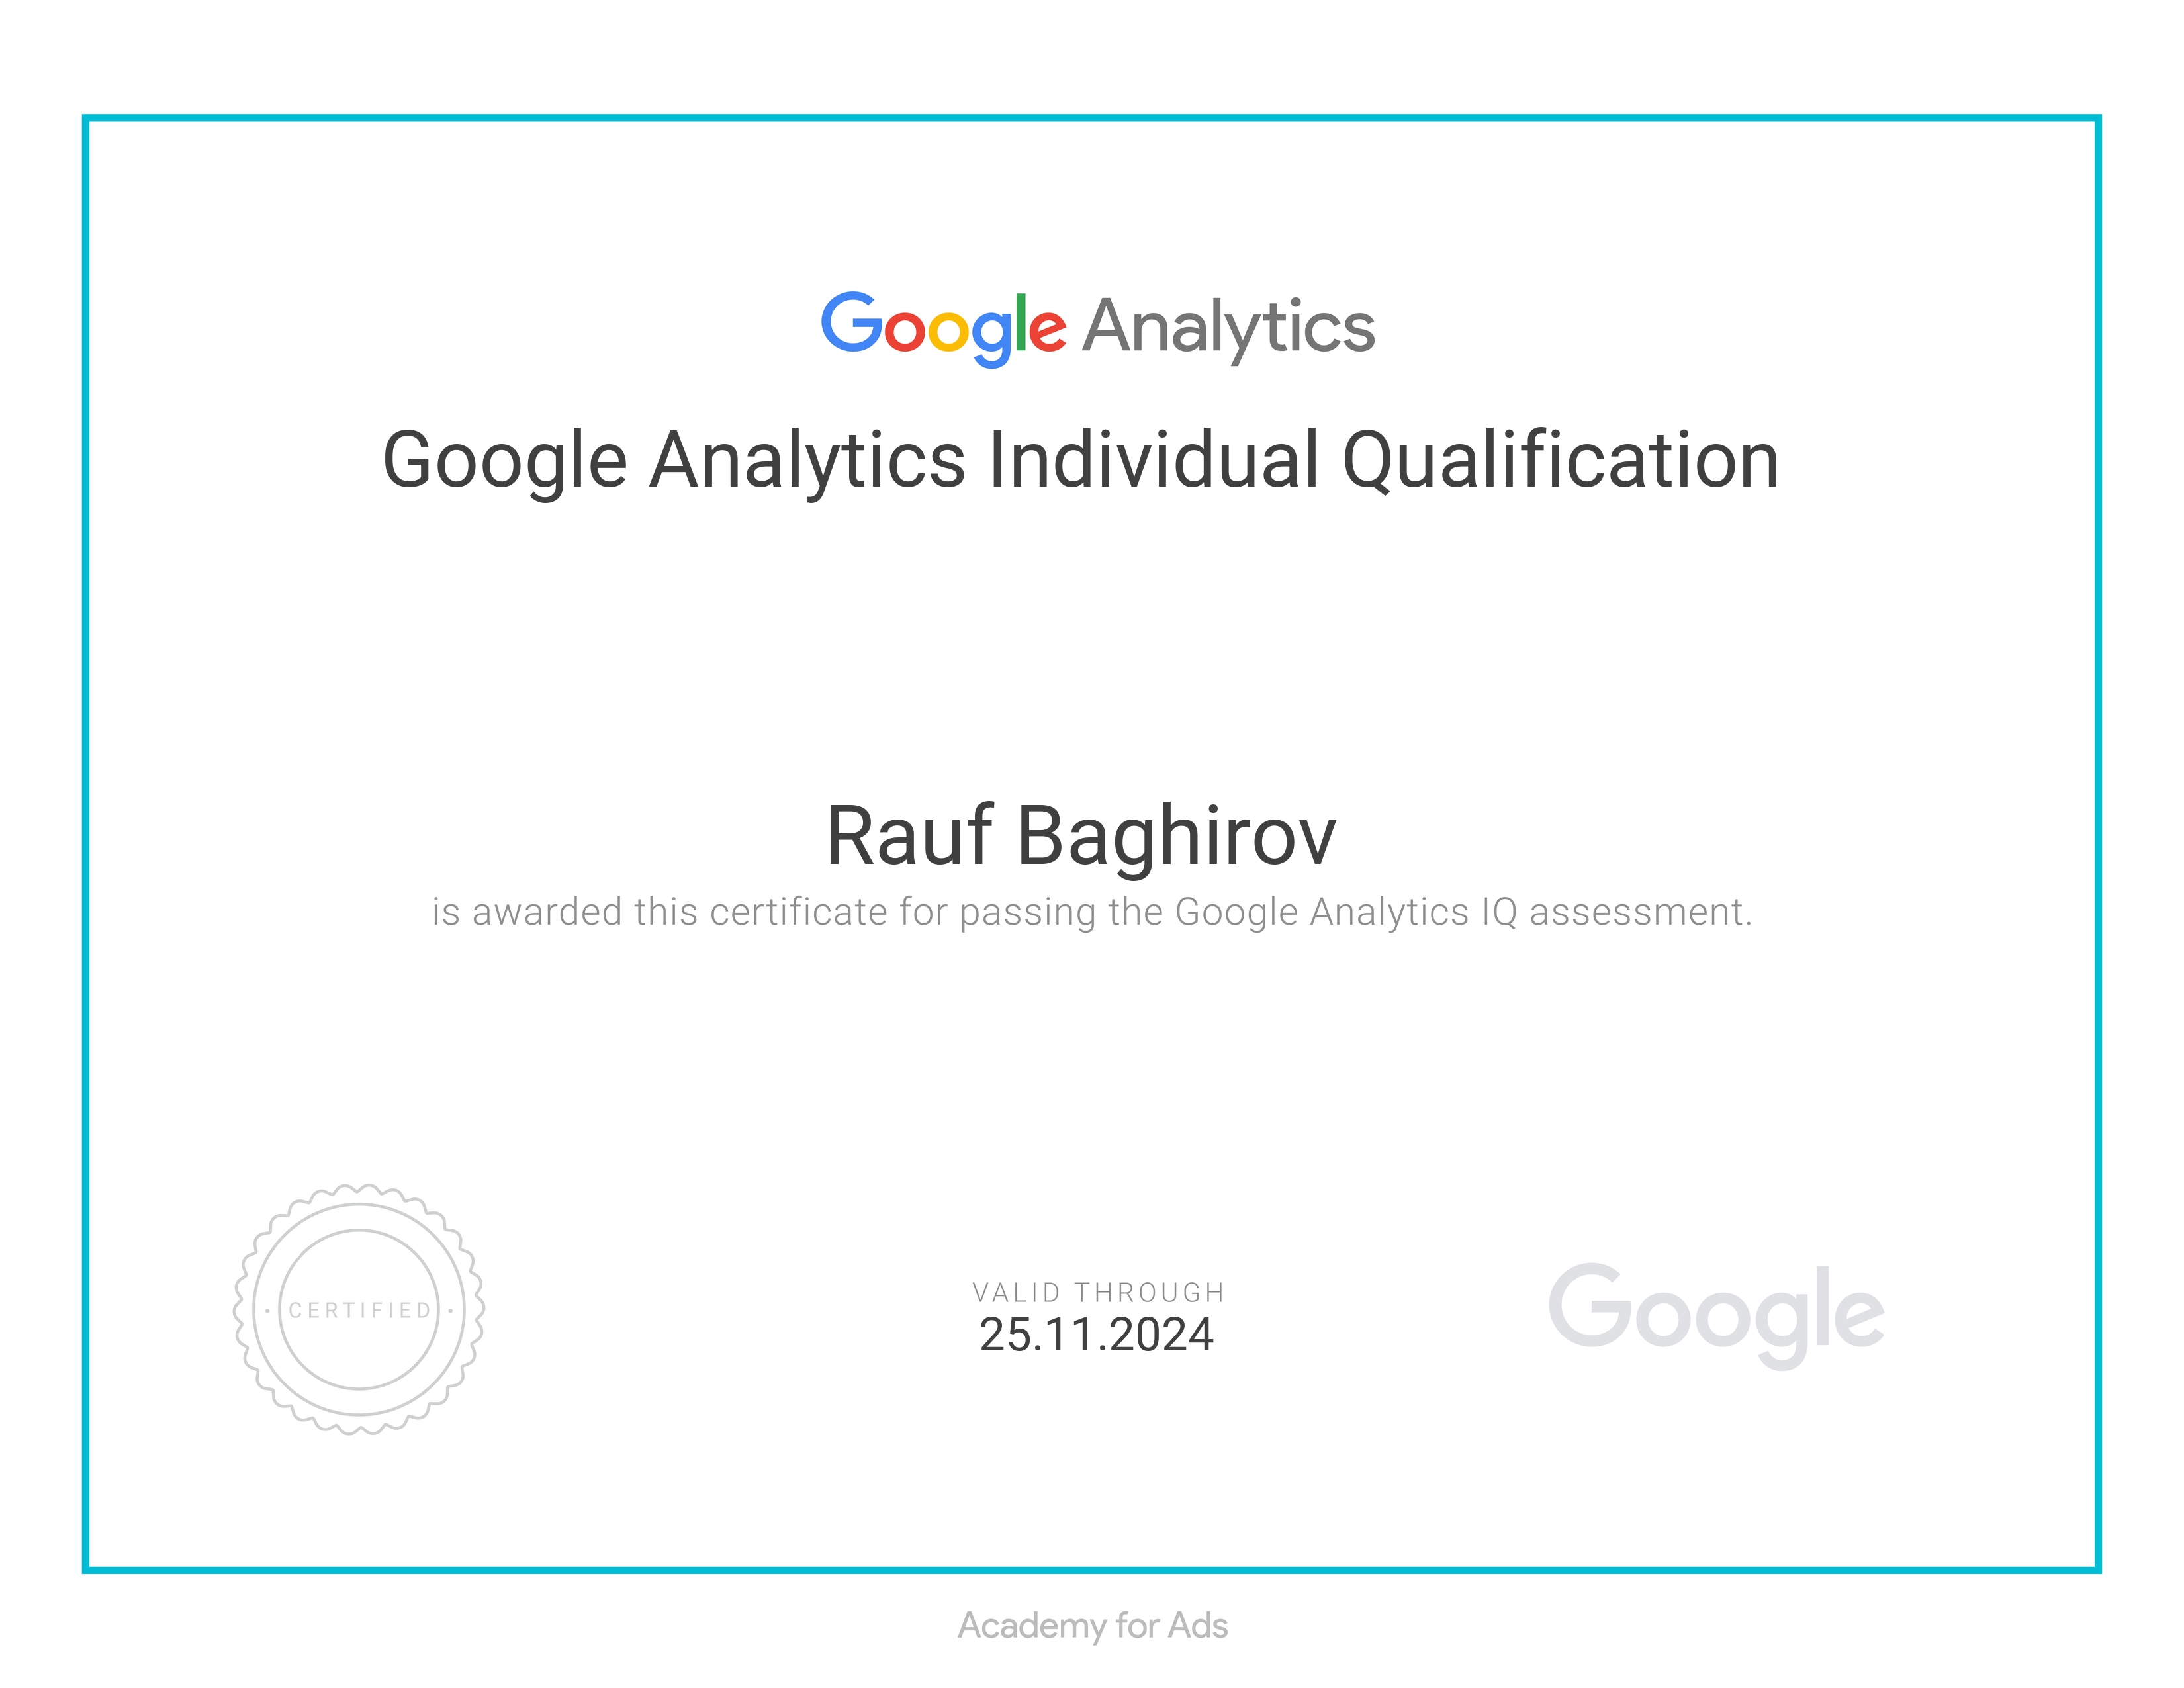 Google Analytics
Google Analytics Individual Qualification
Rauf Baghirov
is awarded this certificate for passing the Google Analytics IQ assessment.
CERTIFIED
VALID THROUGH
25.11.2024
Google
Academy for Ads